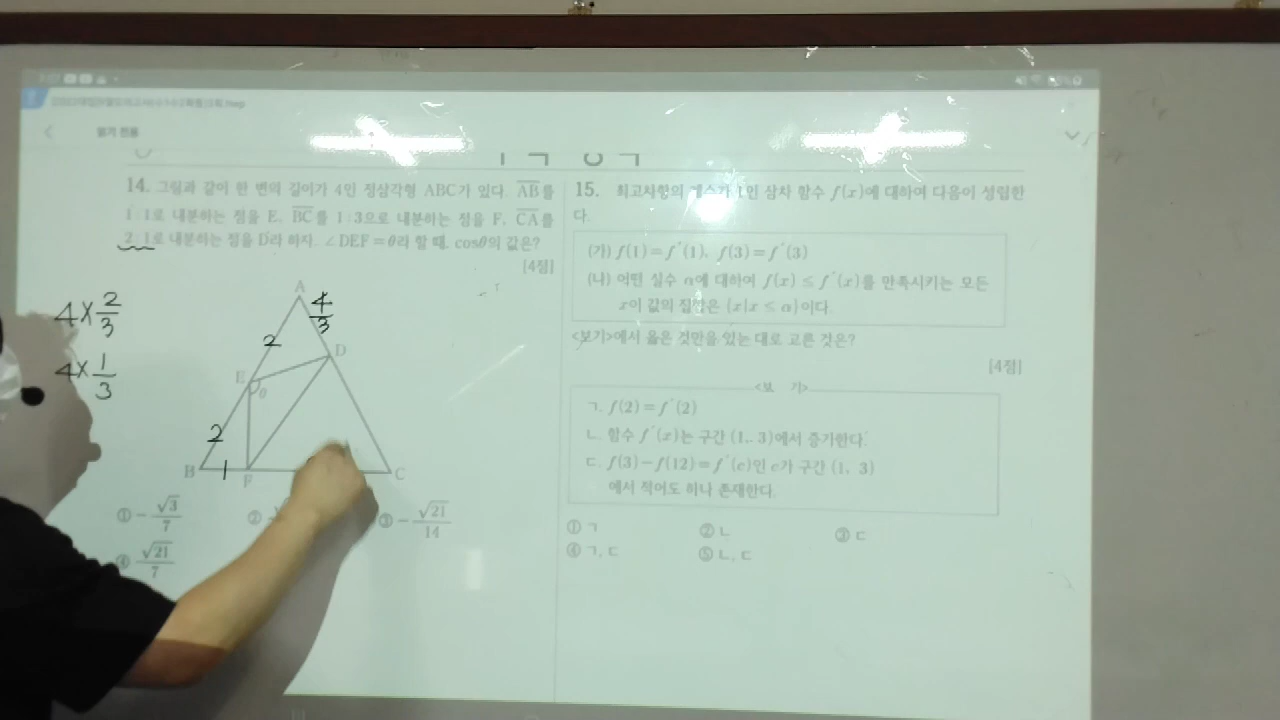 읽기 전용
14. 그림과 같이 한 변의 길이가 4인 정삼각형 ABC가 있다. AB를
1 : 1로 내분하는 점을 E, BC를 1 : 3으로 내분하는 점을 F, CA를
2 : 1로 내분하는 점을 D라 하자. ∠DEF = θ라 할 때, cosθ의 값은?
[4점]
4×2/3
4×1/3
A
4/3
2
D
E
θ
2
B
1
F
C
① -√3/7
②
③ -√21/14
④ √21/7
15. 최고차항의 계수가 1인 삼차 함수 f(x)에 대하여 다음이 성립한
다.
(가) f(1) = f′(1), f(3) = f′(3)
(나) 어떤 실수 α에 대하여 f(x) ≤ f′(x)를 만족시키는 모든
x이 값의 집합은 {x|x ≤ α}이다.
<보기>에서 옳은 것만을 있는 대로 고른 것은?
[4점]
<보 기>
ㄱ. f(2) = f′(2)
ㄴ. 함수 f′(x)는 구간 (1, 3)에서 증가한다.
ㄷ. f(3) − f(12) = f′(c)인 c가 구간 (1, 3)
에서 적어도 하나 존재한다.
① ㄱ
② ㄴ
③ ㄷ
④ ㄱ, ㄷ
⑤ ㄴ, ㄷ